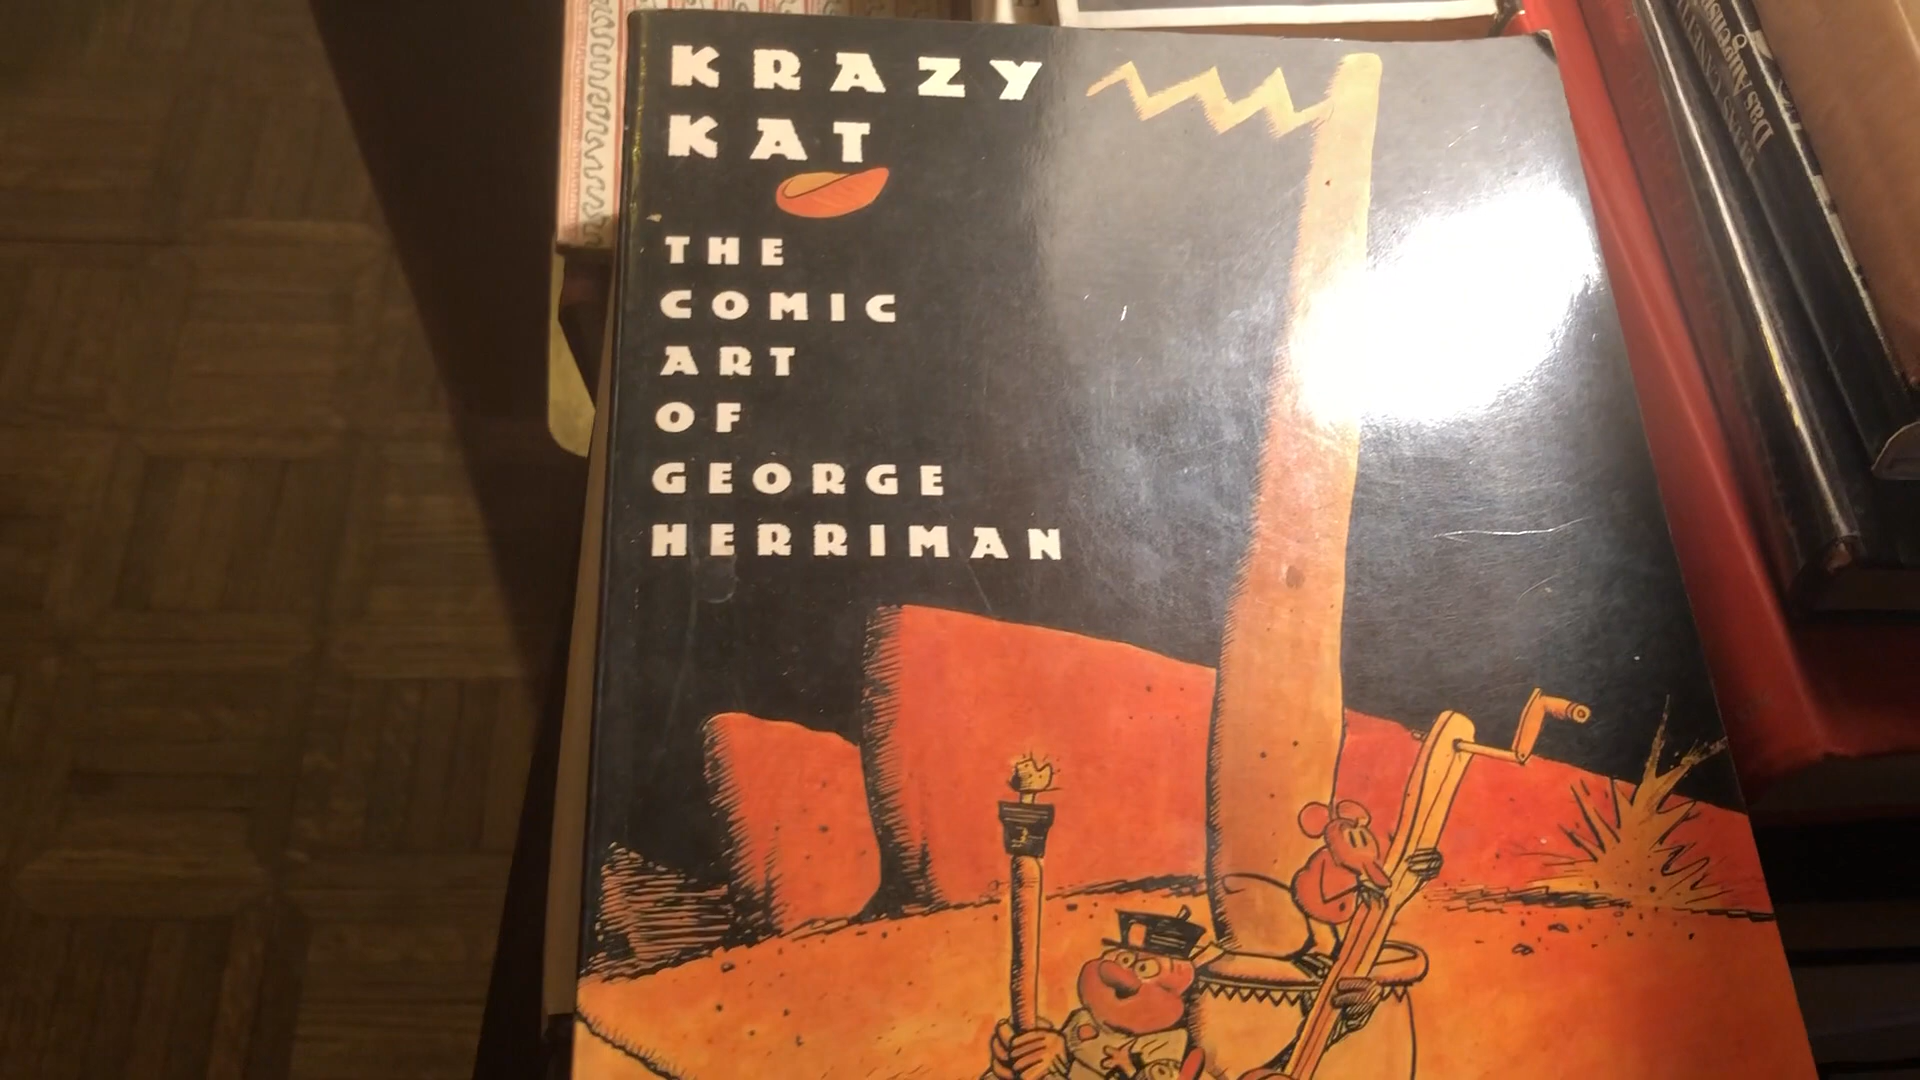 KRAZY
KAT
THE
COMIC
ART
OF
GEORGE
HERRIMAN